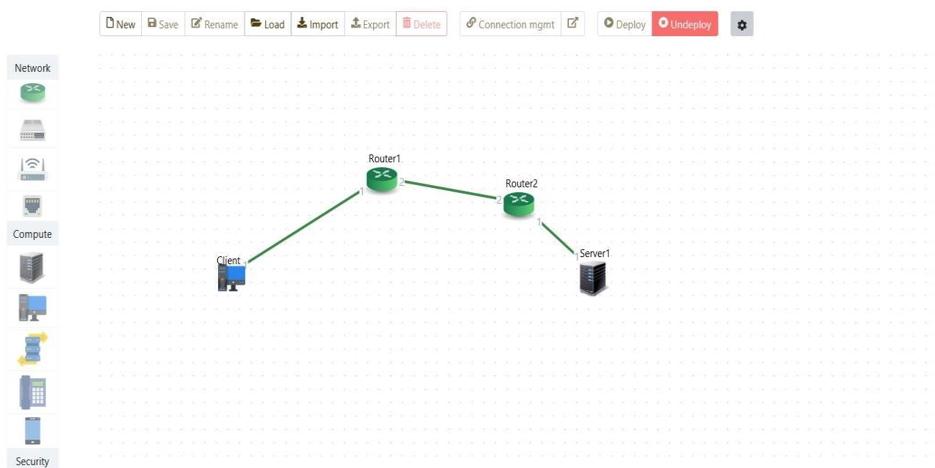 New Save Rename Load Import Export Delete Connection mgmt Deploy Undeploy
Network
Router1
1 2
Router2
2
1
Compute
Client 1
1 Server1
Security